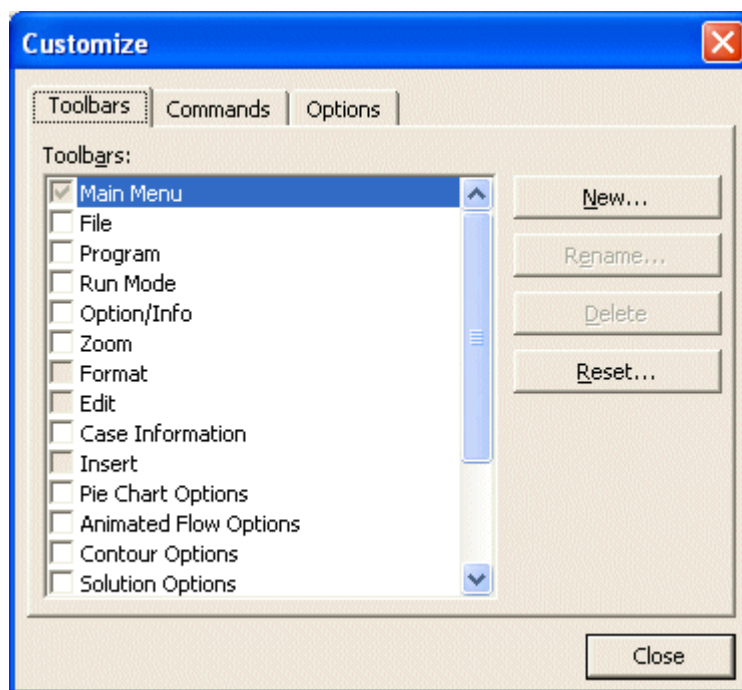 Customize
Toolbars
Commands
Options
Toolbars:
Main Menu
File
Program
Run Mode
Option/Info
Zoom
Format
Edit
Case Information
Insert
Pie Chart Options
Animated Flow Options
Contour Options
Solution Options
New...
Rename...
Delete
Reset...
Close